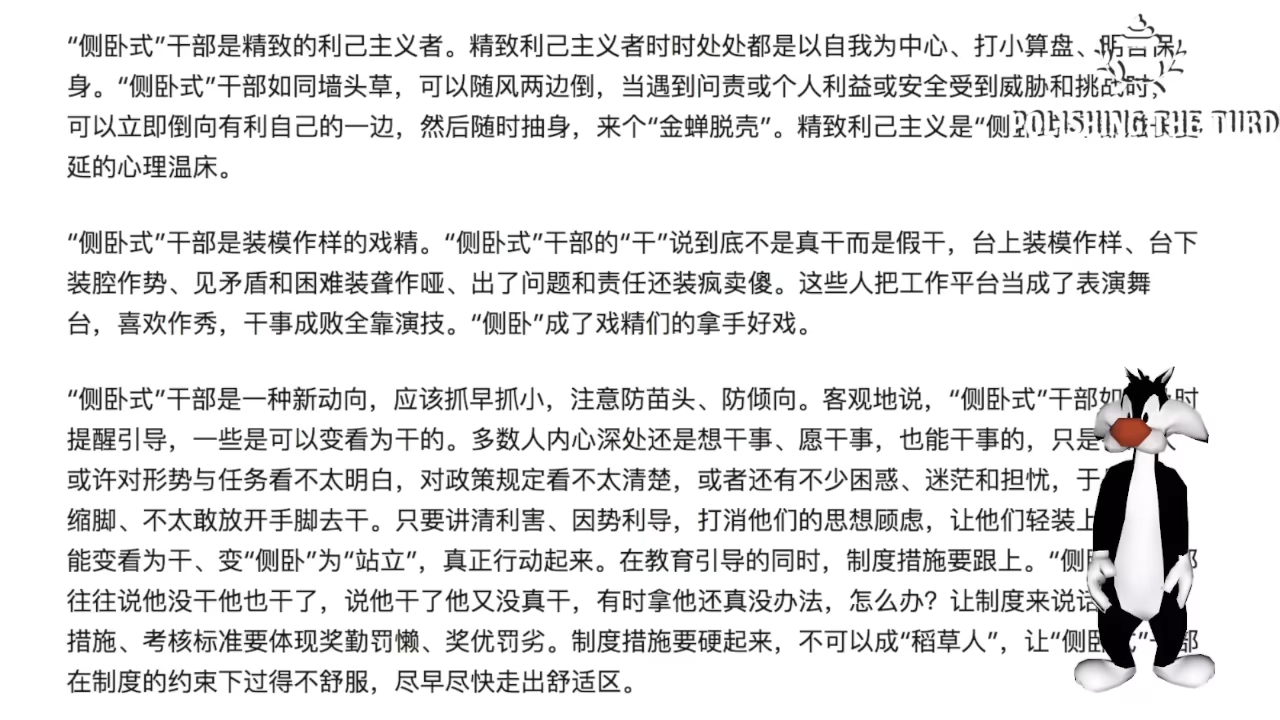 “侧卧式”干部是精致的利己主义者。精致利己主义者时时处处都是以自我为中心、打小算盘、明哲保
身。“侧卧式”干部如同墙头草，可以随风两边倒，当遇到问责或个人利益或安全受到威胁和挑战时，
可以立即倒向有利自己的一边，然后随时抽身，来个“金蝉脱壳”。精致利己主义是“侧
POLISHING THE TURD
延的心理温床。
“侧卧式”干部是装模作样的戏精。“侧卧式”干部的“干”说到底不是真干而是假干，台上装模作样、台下
装腔作势、见矛盾和困难装聋作哑、出了问题和责任还装疯卖傻。这些人把工作平台当成了表演舞
台，喜欢作秀，干事成败全靠演技。“侧卧”成了戏精们的拿手好戏。
“侧卧式”干部是一种新动向，应该抓早抓小，注意防苗头、防倾向。客观地说，“侧卧式”干部如时
提醒引导，一些是可以变看为干的。多数人内心深处还是想干事、愿干事，也能干事的，只是
或许对形势与任务看不太明白，对政策规定看不太清楚，或者还有不少困惑、迷茫和担忧，于
缩脚、不太敢放开手脚去干。只要讲清利害、因势利导，打消他们的思想顾虑，让他们轻装上
能变看为干、变“侧卧”为“站立”，真正行动起来。在教育引导的同时，制度措施要跟上。“侧卧部
往往说他没干他也干了，说他干了他又没真干，有时拿他还真没办法，怎么办？让制度来说话
措施、考核标准要体现奖勤罚懒、奖优罚劣。制度措施要硬起来，不可以成“稻草人”，让“侧卧式”干部
在制度的约束下过得不舒服，尽早尽快走出舒适区。